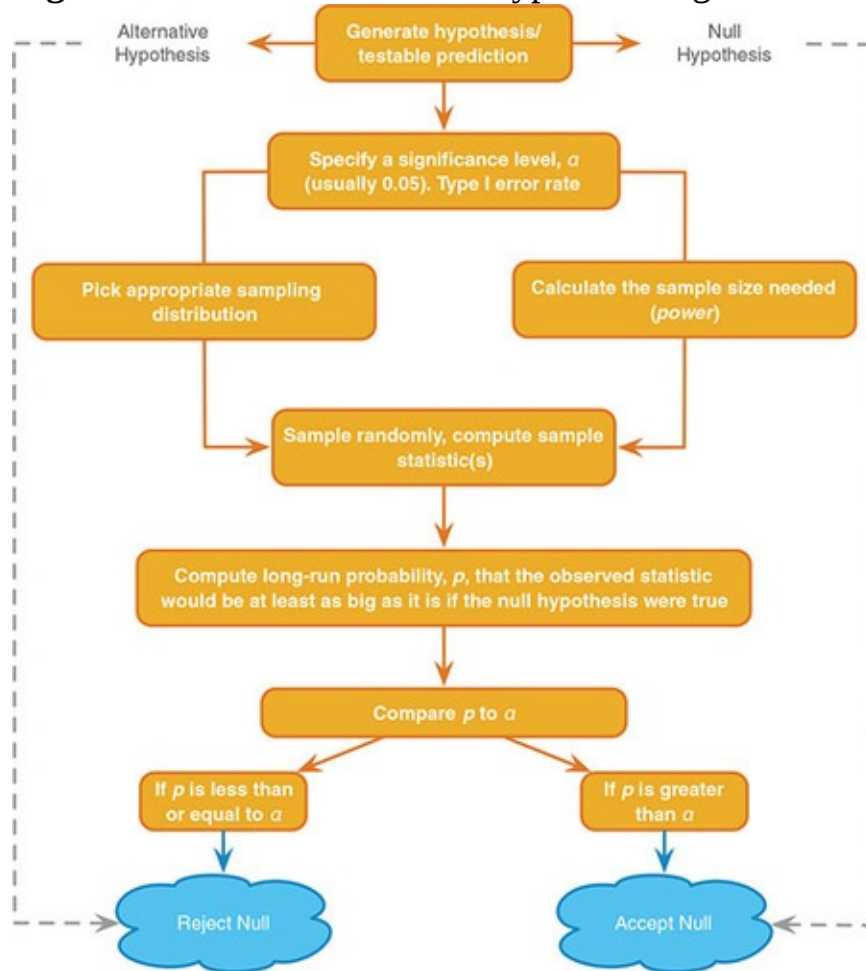 Alternative
Hypothesis
Generate hypothesis/
testable prediction
Null
Hypothesis
Specify a significance level, α
(usually 0.05). Type I error rate
Pick appropriate sampling
distribution
Calculate the sample size needed
(power)
Sample randomly, compute sample
statistic(s)
Compute long-run probability, p, that the observed statistic
would be at least as big as it is if the null hypothesis were true
Compare p to α
If p is less than
or equal to α
If p is greater
than α
Reject Null
Accept Null